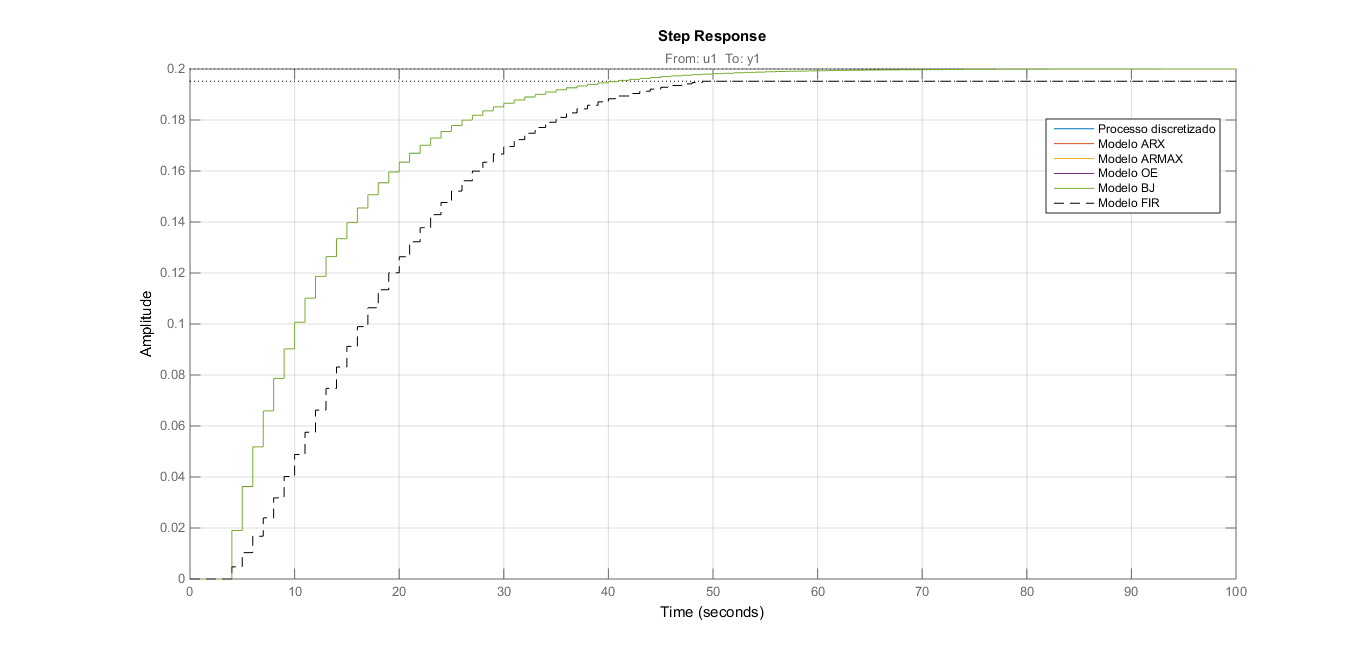 Step Response
From: u1 To: y1
0.2
0.18
0.16
0.14
0.12
0.1
0.08
0.06
0.04
0.02
0
Amplitude
Processo discretizado
Modelo ARX
Modelo ARMAX
Modelo OE
Modelo BJ
Modelo FIR
0 10 20 30 40 50 60 70 80 90 100
Time (seconds)